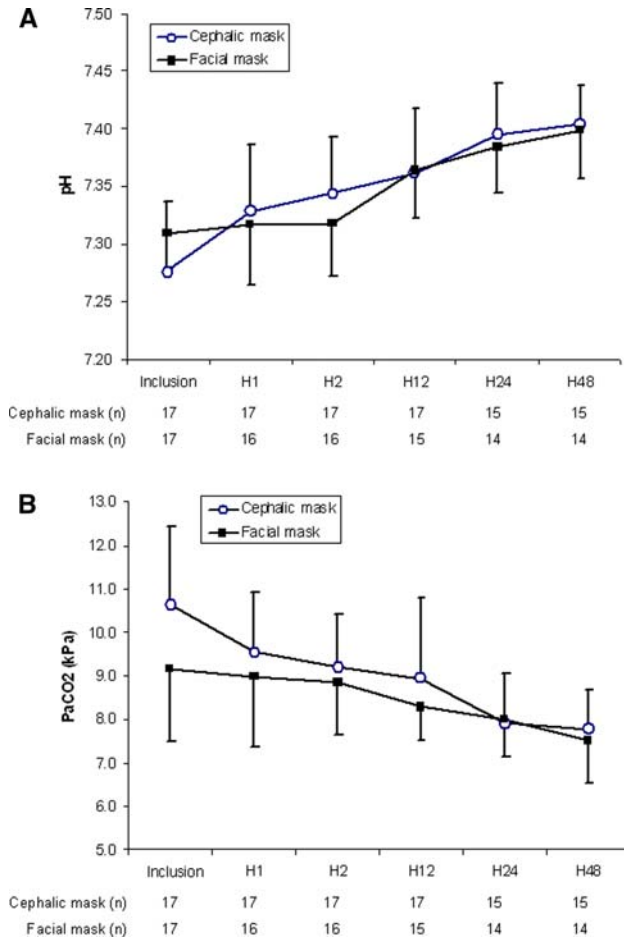 A
7.50
7.45
7.40
7.35
7.30
7.25
7.20
pH
Cephalic mask
Facial mask
Inclusion H1 H2 H12 H24 H48
Cephalic mask (n) 17 17 17 17 15 15
Facial mask (n) 17 16 16 15 14 14
B
13.0
12.0
11.0
10.0
9.0
8.0
7.0
6.0
5.0
PaCO2 (kPa)
Cephalic mask
Facial mask
Inclusion H1 H2 H12 H24 H48
Cephalic mask (n) 17 17 17 17 15 15
Facial mask (n) 17 16 16 15 14 14